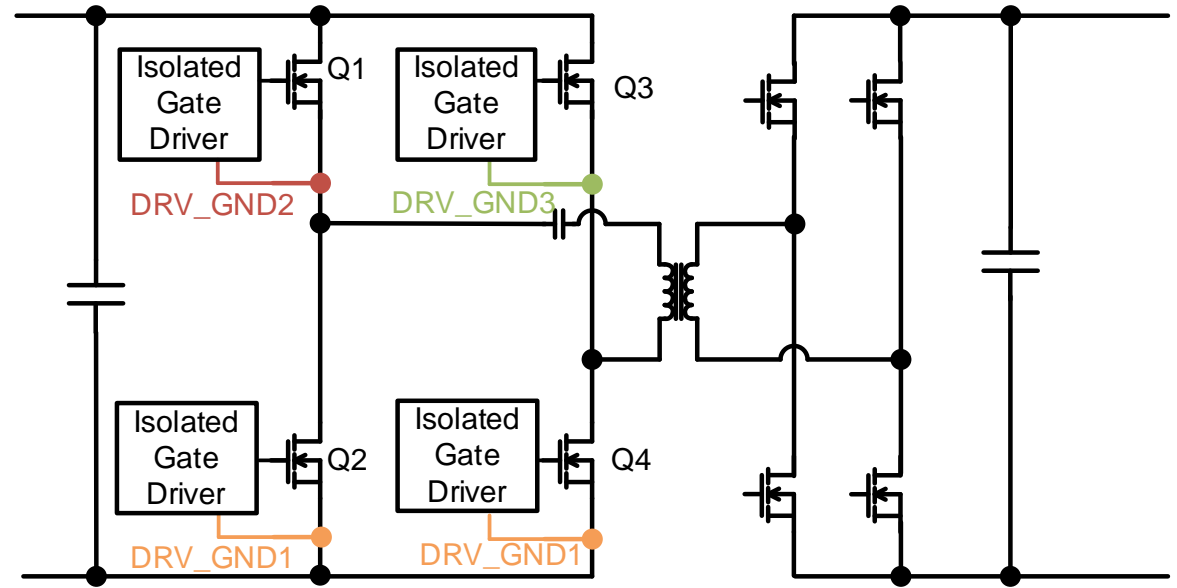 Isolated
Gate
Driver
Q1
DRV_GND2
Isolated
Gate
Driver
Q3
DRV_GND3
Isolated
Gate
Driver
Q2
DRV_GND1
Isolated
Gate
Driver
Q4
DRV_GND1